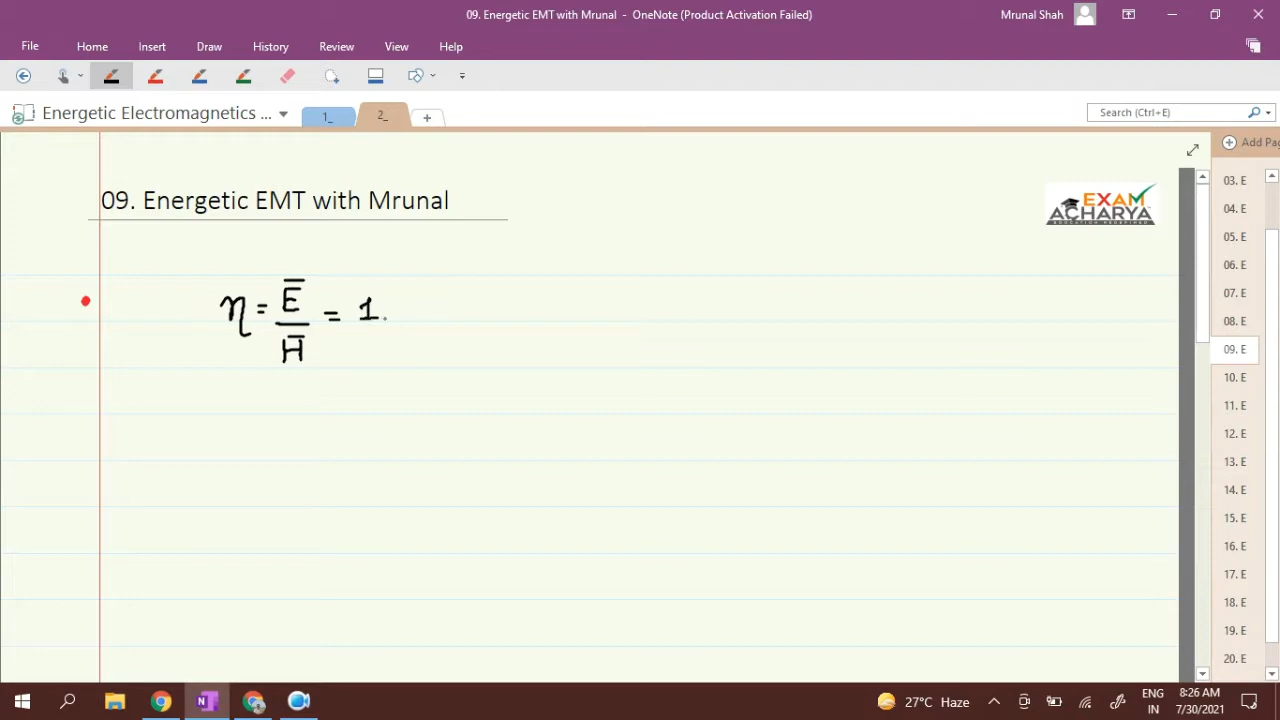 09. Energetic EMT with Mrunal - OneNote (Product Activation Failed)
Mrunal Shah
File Home Insert Draw History Review View Help
Energetic Electromagnetics ... 1_ 2_
Search (Ctrl+E)
Add Pag
09. Energetic EMT with Mrunal
EXAM
ACHARYA
EDUCATION REDEFINED
η = E̅ / H̅ = 1.
03. E
04. E
05. E
06. E
07. E
08. E
09. E
10. E
11. E
12. E
13. E
14. E
15. E
16. E
17. E
18. E
19. E
20. E
27°C Haze
ENG
IN
8:26 AM
7/30/2021